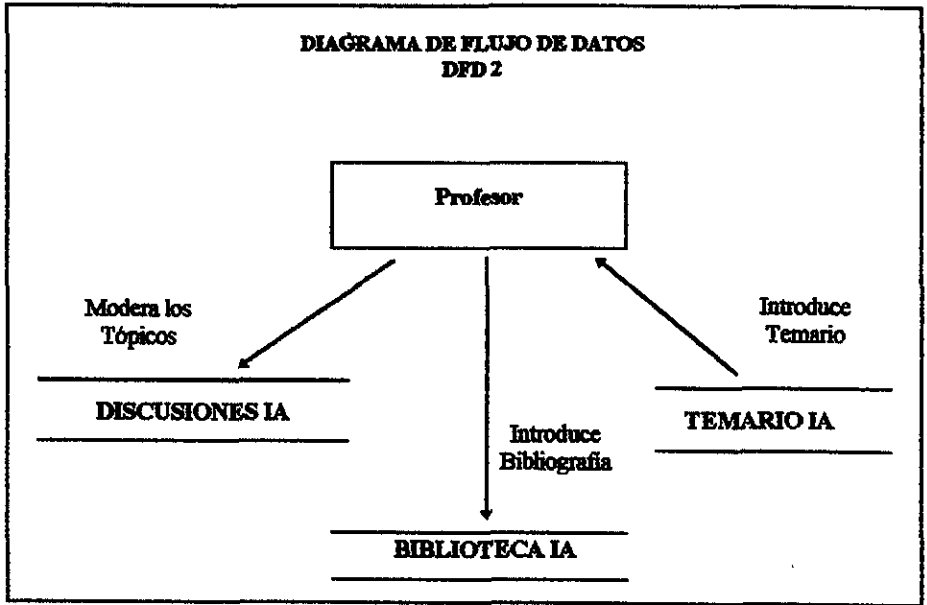 DIAGRAMA DE FLUJO DE DATOS
DFD 2
Profesor
Modera los
Tópicos
Introduce
Temario
DISCUSIONES IA
TEMARIO IA
Introduce
Bibliografía
BIBLIOTECA IA